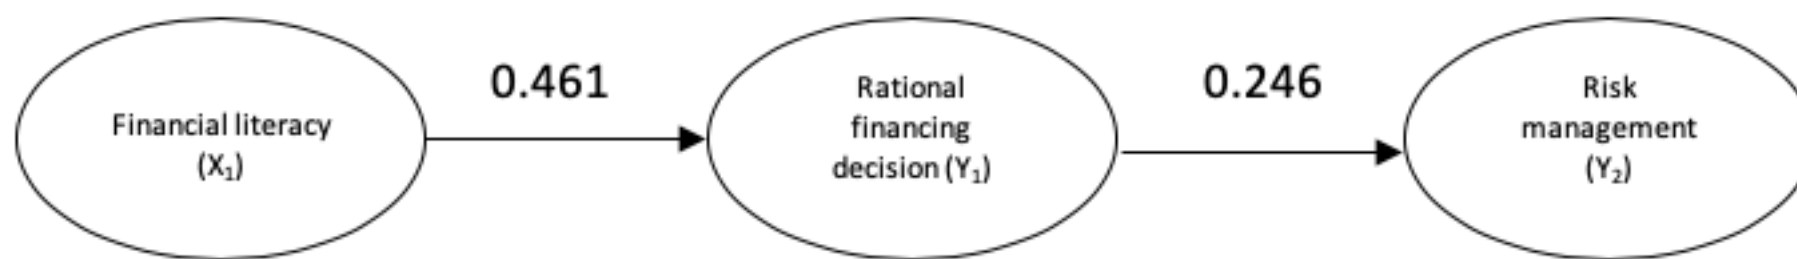 Financial literacy
(X₁)
0.461
Rational
financing
decision (Y₁)
0.246
Risk
management
(Y₂)